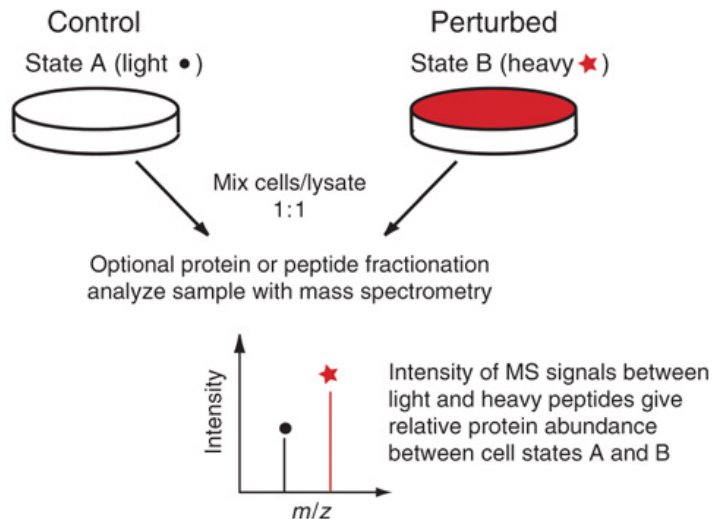 Control
Perturbed
State A (light ●)
State B (heavy ★)
Mix cells/lysate
1:1
Optional protein or peptide fractionation
analyze sample with mass spectrometry
Intensity
m/z
Intensity of MS signals between
light and heavy peptides give
relative protein abundance
between cell states A and B